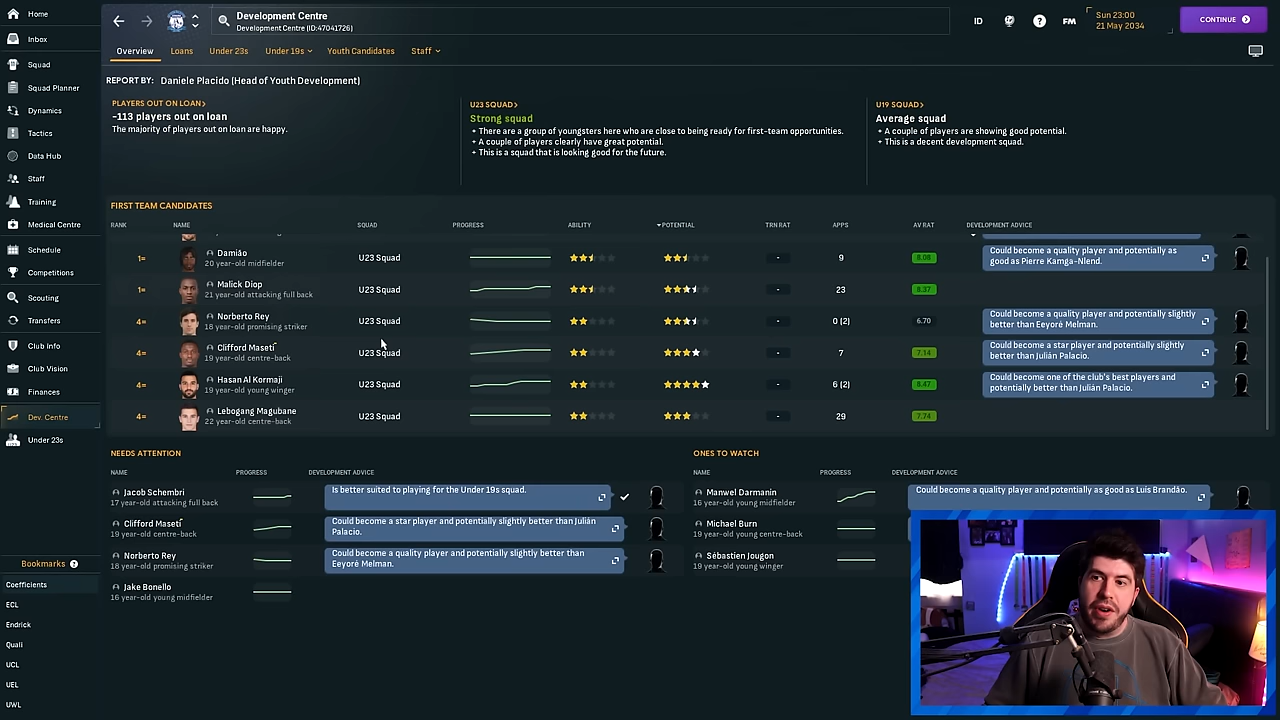 Home
Inbox
Squad
Squad Planner
Dynamics
Tactics
Data Hub
Staff
Training
Medical Centre
Schedule
Competitions
Scouting
Transfers
Club Info
Club Vision
Finances
Dev. Centre
Under 23s
Bookmarks ?
Coefficients
ECL
Endrick
Quali
UCL
UEL
UWL
Development Centre
Development Centre (ID:47041726)
ID
?
FM
Sun 23:00
21 May 2034
CONTINUE
Overview
Loans
Under 23s
Under 19s
Youth Candidates
Staff
REPORT BY: Daniele Placido (Head of Youth Development)
PLAYERS OUT ON LOAN>
-113 players out on loan
The majority of players out on loan are happy.
U23 SQUAD>
Strong squad
+ There are a group of youngsters here who are close to being ready for first-team opportunities.
+ A couple of players clearly have great potential.
+ This is a squad that is looking good for the future.
U19 SQUAD>
Average squad
+ A couple of players are showing good potential.
+ This is a decent development squad.
FIRST TEAM CANDIDATES
RANK NAME SQUAD PROGRESS ABILITY POTENTIAL TRN RAT APPS AV RAT DEVELOPMENT ADVICE
1= Damião U23 Squad - 9 8.08
20 year-old midfielder
Could become a quality player and potentially as
good as Pierre Kamga-Nlend.
1= Malick Diop U23 Squad - 23 8.37
21 year-old attacking full back
4= Norberto Rey U23 Squad - 0 (2) 6.70
18 year-old promising striker
Could become a quality player and potentially slightly
better than Eeyoré Melman.
4= Clifford Masetí U23 Squad - 7 7.14
19 year-old centre-back
Could become a star player and potentially slightly
better than Julián Palacio.
4= Hasan Al Kormaji U23 Squad - 6 (2) 8.47
19 year-old young winger
Could become one of the club's best players and
potentially better than Julián Palacio.
4= Lebogang Magubane U23 Squad - 29 7.74
22 year-old centre-back
NEEDS ATTENTION
NAME PROGRESS DEVELOPMENT ADVICE
Jacob Schembri
17 year-old attacking full back
Is better suited to playing for the Under 19s squad.
Clifford Masetí
19 year-old centre-back
Could become a star player and potentially slightly better than Julián
Palacio.
Norberto Rey
18 year-old promising striker
Could become a quality player and potentially slightly better than
Eeyoré Melman.
Jake Bonello
16 year-old young midfielder
ONES TO WATCH
NAME PROGRESS DEVELOPMENT ADVICE
Manwel Darmanin
16 year-old young midfielder
Could become a quality player and potentially as good as Luis Brandão.
Michael Burn
19 year-old young centre-back
Sébastien Jougon
19 year-old young winger